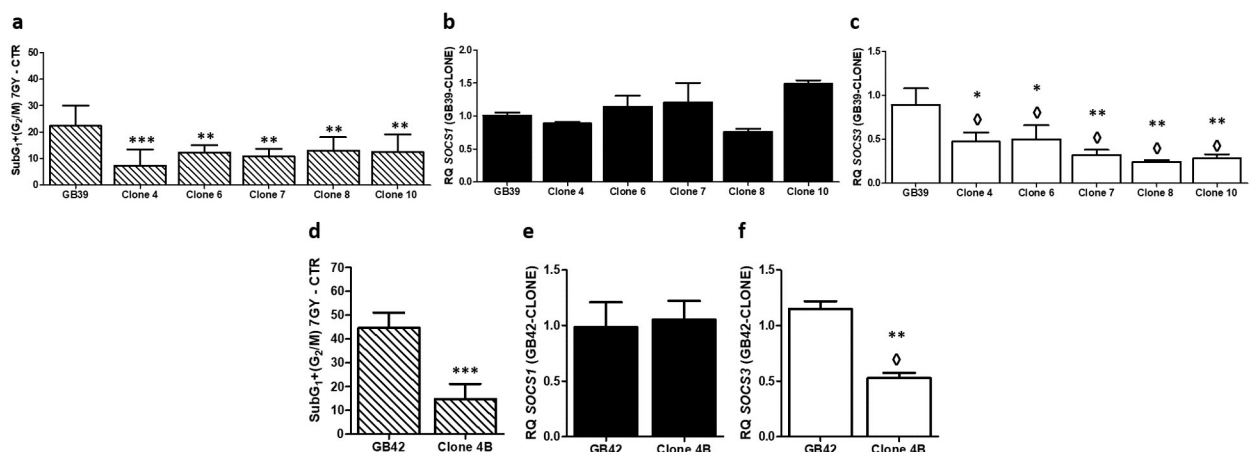 a
SubG1+(G2/M) 7GY - CTR
50
40
30
20
10
0
***
**
**
**
**
GB39 Clone 4 Clone 6 Clone 7 Clone 8 Clone 10
b
RQ SOCS1 (GB39-CLONE)
2.0
1.5
1.0
0.5
0.0
GB39 Clone 4 Clone 6 Clone 7 Clone 8 Clone 10
c
RQ SOCS3 (GB39-CLONE)
1.5
1.0
0.5
0.0
*
◊
*
◊
**
◊
**
◊
**
◊
GB39 Clone 4 Clone 6 Clone 7 Clone 8 Clone 10
d
SubG1+(G2/M) 7GY - CTR
70
60
50
40
30
20
10
0
***
GB42 Clone 4B
e
RQ SOCS1 (GB42-CLONE)
1.5
1.0
0.5
0.0
GB42 Clone 4B
f
RQ SOCS3 (GB42-CLONE)
1.5
1.0
0.5
0.0
**
◊
GB42 Clone 4B